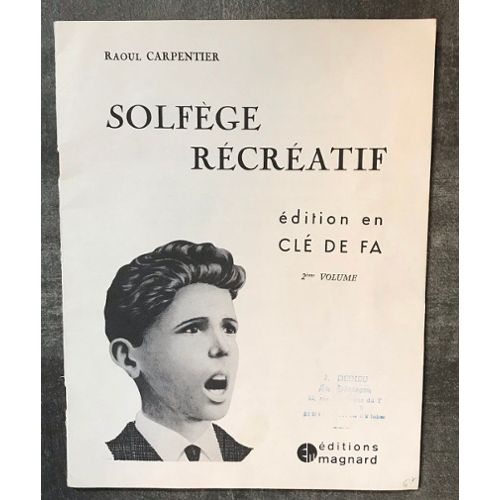 RAOUL CARPENTIER
SOLFÈGE
RÉCRÉATIF
édition en
CLÉ DE FA
2ème VOLUME
éditions
magnard